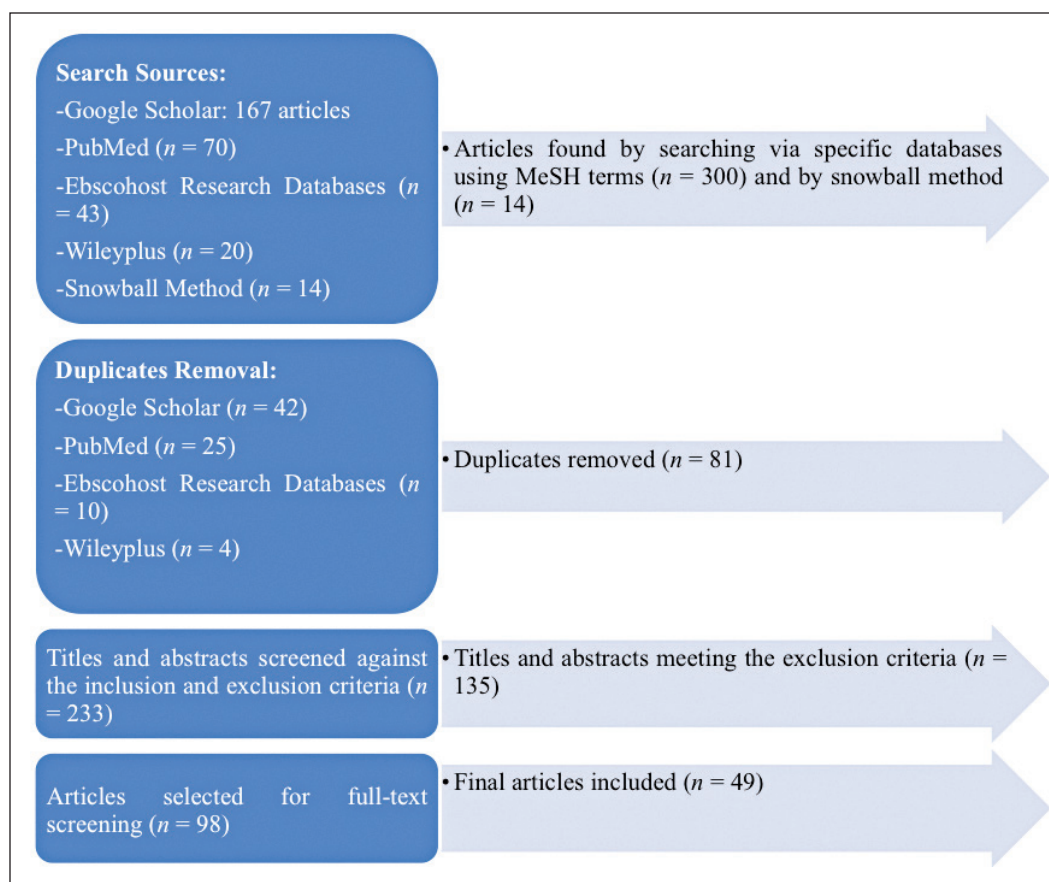 Search Sources:
-Google Scholar: 167 articles
-PubMed (n = 70)
-Ebscohost Research Databases (n
= 43)
-Wileyplus (n = 20)
-Snowball Method (n = 14)
• Articles found by searching via specific databases
using MeSH terms (n = 300) and by snowball method
(n = 14)
Duplicates Removal:
-Google Scholar (n = 42)
-PubMed (n = 25)
-Ebscohost Research Databases (n
= 10)
-Wileyplus (n = 4)
• Duplicates removed (n = 81)
Titles and abstracts screened against
the inclusion and exclusion criteria (n
= 233)
• Titles and abstracts meeting the exclusion criteria (n =
135)
Articles selected for full-text
screening (n = 98)
• Final articles included (n = 49)